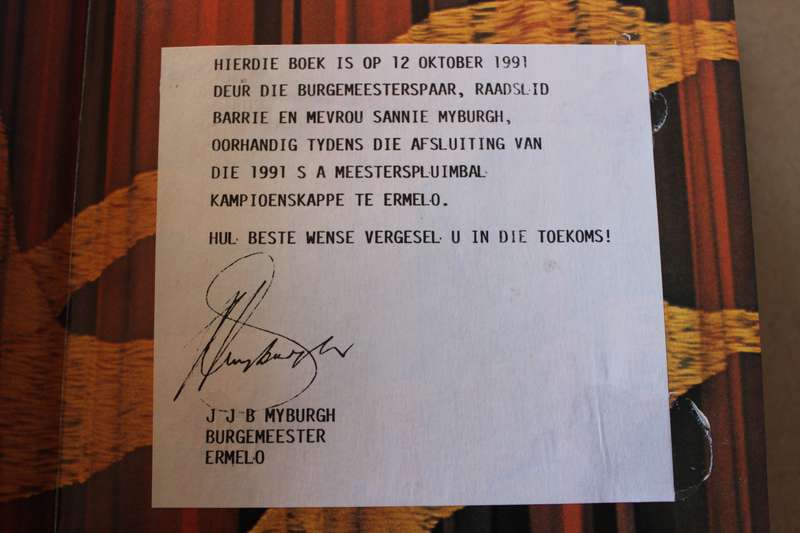 HIERDIE BOEK IS OP 12 OKTOBER 1991
DEUR DIE BURGEMEESTERSPAAR, RAADSLID
BARRIE EN MEVROU SANNIE MYBURGH,
OORHANDIG TYDENS DIE AFSLUITING VAN
DIE 1991 S A MEESTERSPLUIMBAL
KAMPIOENSKAPPE TE ERMELO.
HUL BESTE WENSE VERGESEL U IN DIE TOEKOMS!
J J B MYBURGH
BURGEMEESTER
ERMELO